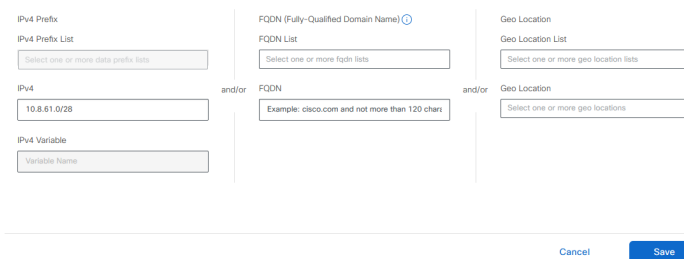 IPv4 Prefix
IPv4 Prefix List
Select one or more data prefix lists
IPv4
10.8.61.0/28
IPv4 Variable
Variable Name
and/or
FQDN (Fully-Qualified Domain Name)
FQDN List
Select one or more fqdn lists
FQDN
Example: cisco.com and not more than 120 chara
and/or
Geo Location
Geo Location List
Select one or more geo location lists
Geo Location
Select one or more geo locations
Cancel
Save